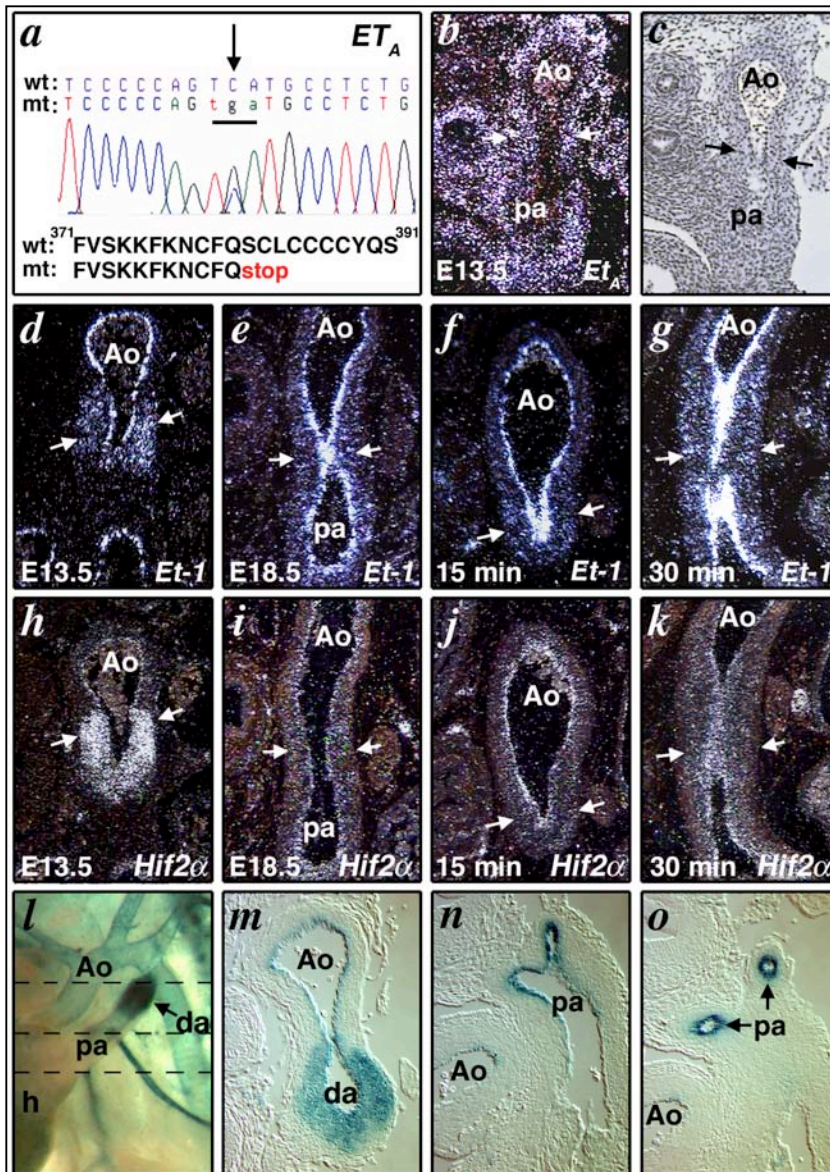 a
ET_A
wt: T C C C C C A G T C A T G C C T C T G
mt: T C C C C C A G t g a T G C C T C T G
wt: ³⁷¹FVSKKFKNCFQSCLCCCCYQS³⁹¹
mt: FVSKKFKNCFQstop
b
Ao
pa
E13.5 Et_A
c
Ao
pa
d
Ao
E13.5 Et-1
e
Ao
pa
E18.5 Et-1
f
Ao
15 min Et-1
g
Ao
30 min Et-1
h
Ao
E13.5 Hif2α
i
Ao
pa
E18.5 Hif2α
j
Ao
15 min Hif2α
k
Ao
30 min Hif2α
l
Ao
da
pa
h
m
Ao
da
n
pa
Ao
o
pa
Ao